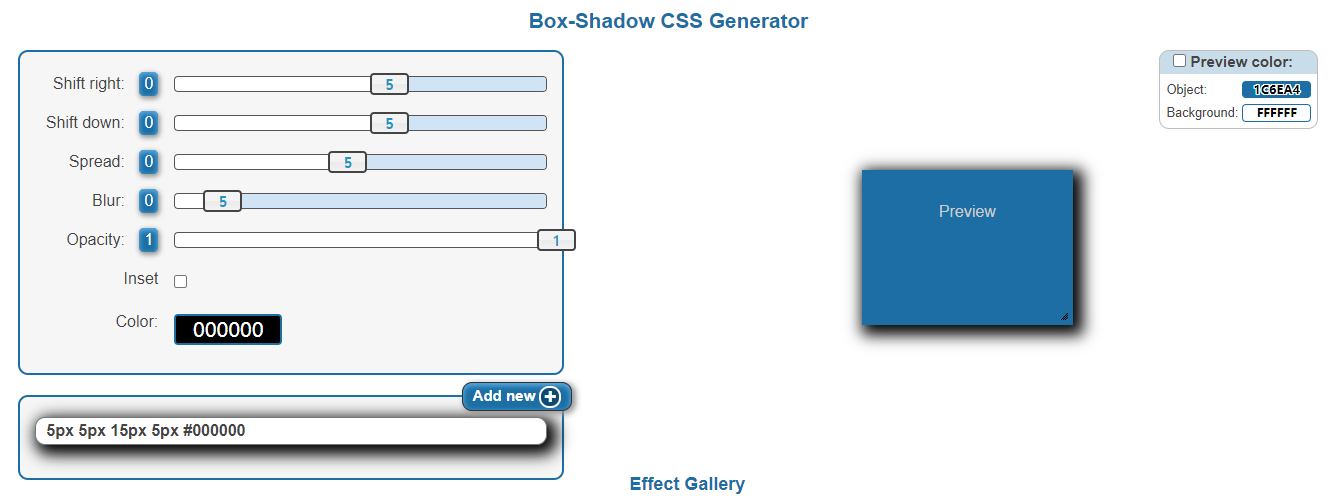 Box-Shadow CSS Generator
Shift right: 0 5
Shift down: 0 5
Spread: 0 5
Blur: 0 5
Opacity: 1 1
Inset
Color: 000000
Add new
5px 5px 15px 5px #000000
Preview
Preview color:
Object: 1C6EA4
Background: FFFFFF
Effect Gallery